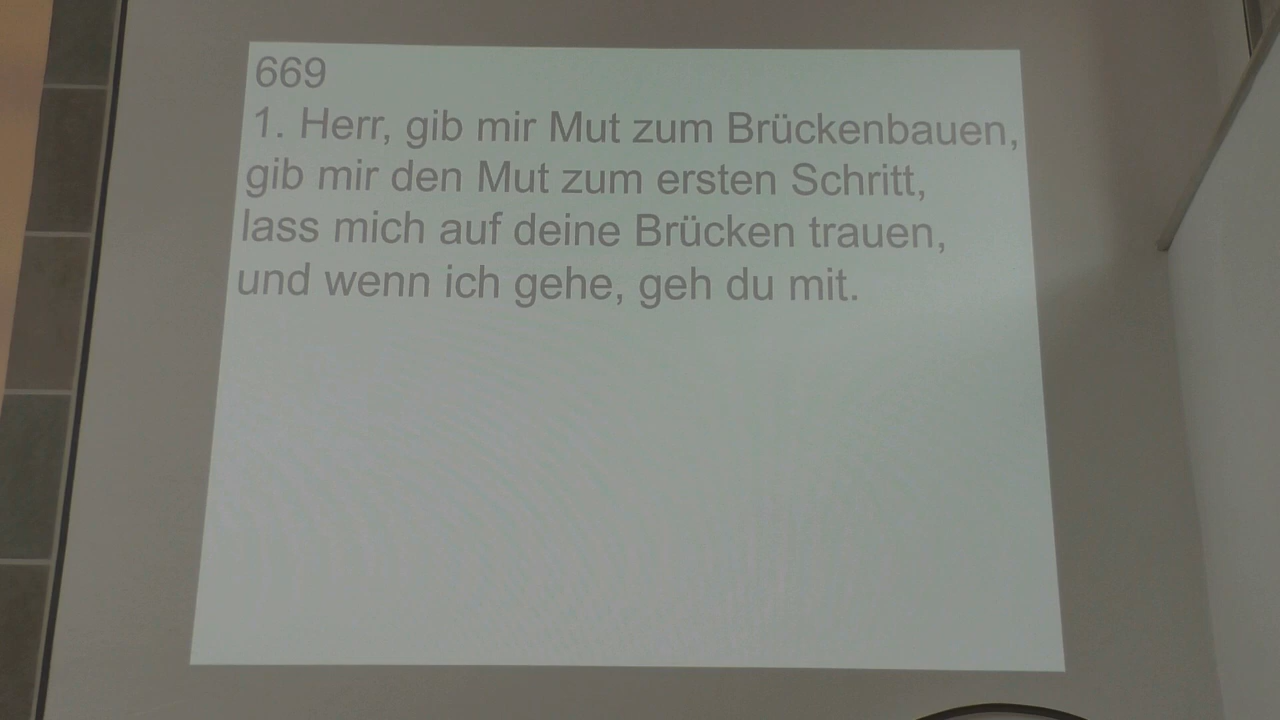 669
1. Herr, gib mir Mut zum Brückenbauen,
gib mir den Mut zum ersten Schritt,
lass mich auf deine Brücken trauen,
und wenn ich gehe, geh du mit.